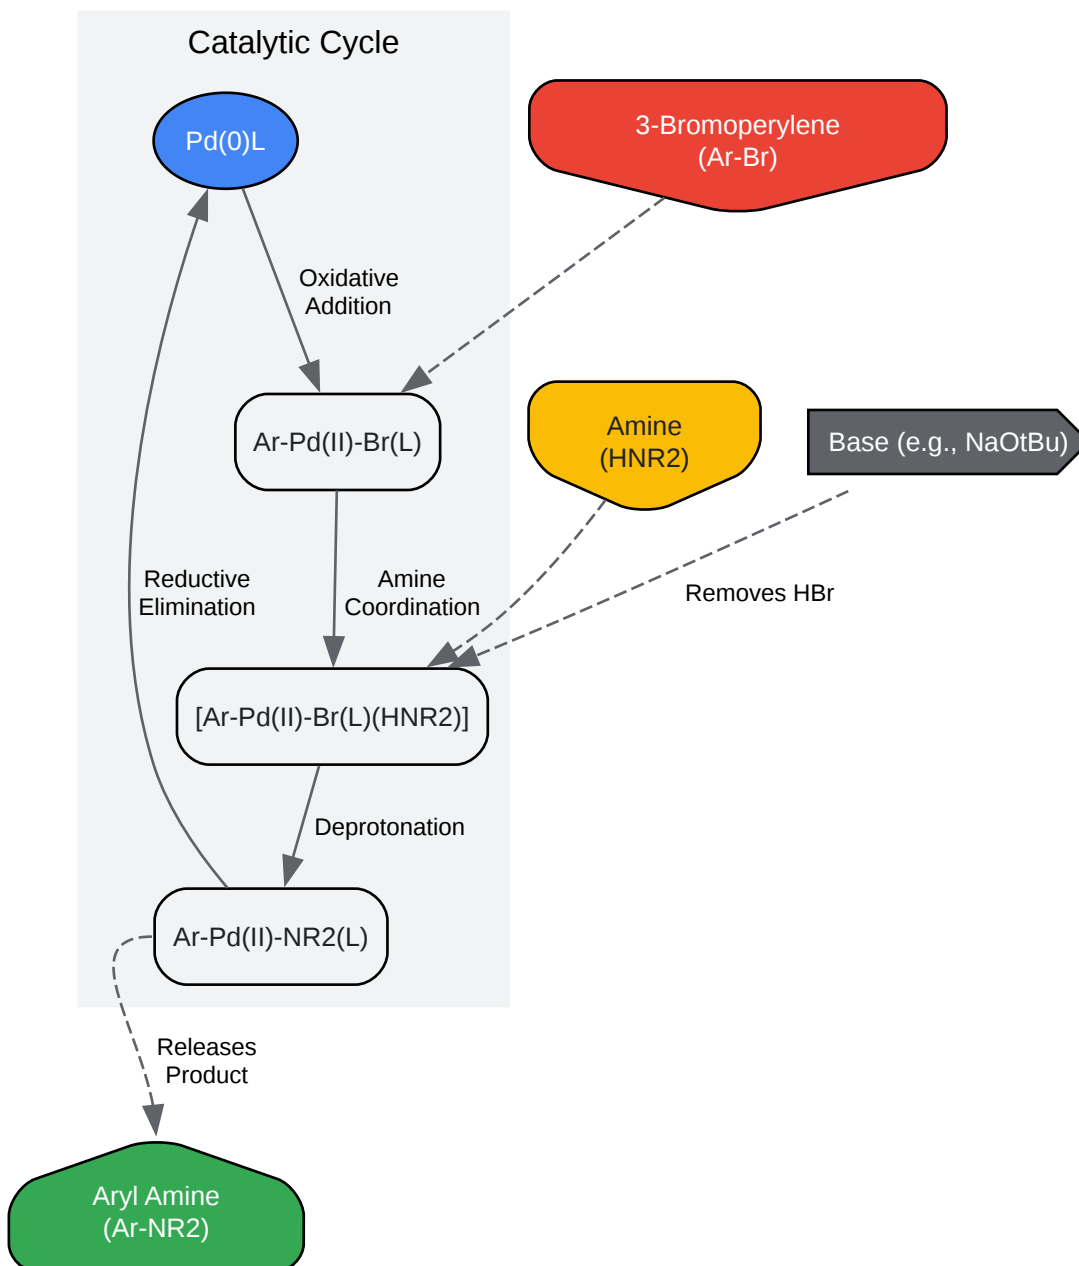 Catalytic Cycle
Pd(0)L
3-Bromoperylene
(Ar-Br)
Oxidative
Addition
Ar-Pd(II)-Br(L)
Amine
(HNR2)
Base (e.g., NaOtBu)
Reductive
Elimination
Amine
Coordination
Removes HBr
[Ar-Pd(II)-Br(L)(HNR2)]
Deprotonation
Ar-Pd(II)-NR2(L)
Releases
Product
Aryl Amine
(Ar-NR2)